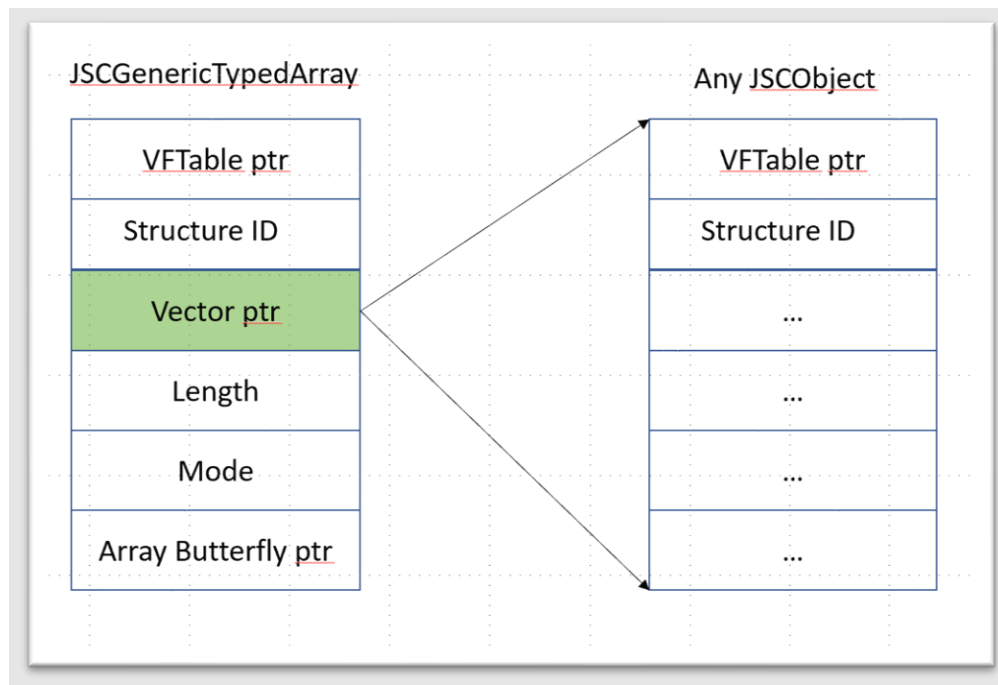 JSCGenericTypedArray
VFTable ptr
Structure ID
Vector ptr
Length
Mode
Array Butterfly ptr
Any JSCObject
VFTable ptr
Structure ID
...
...
...
...